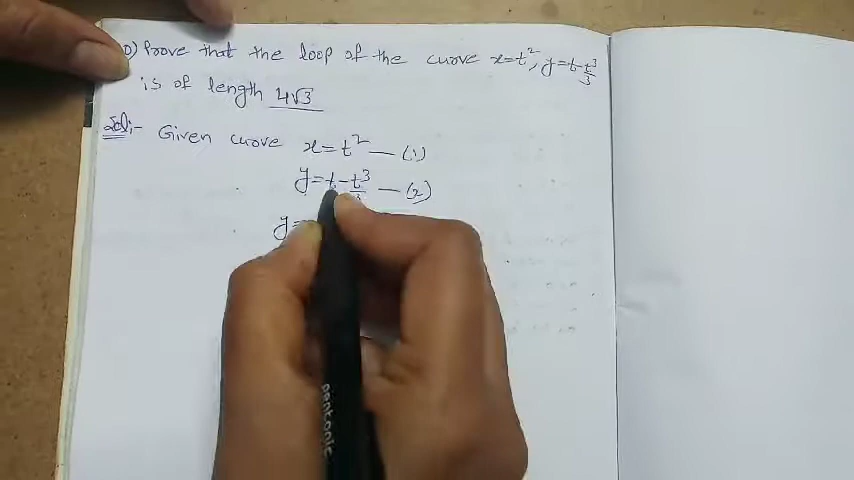 D) Prove that the loop of the curve x=t², y=t-t³/3
is of length 4√3
Sol:- Given curve x=t² — (1)
y=t-t³/3 — (2)
y=
pentonic